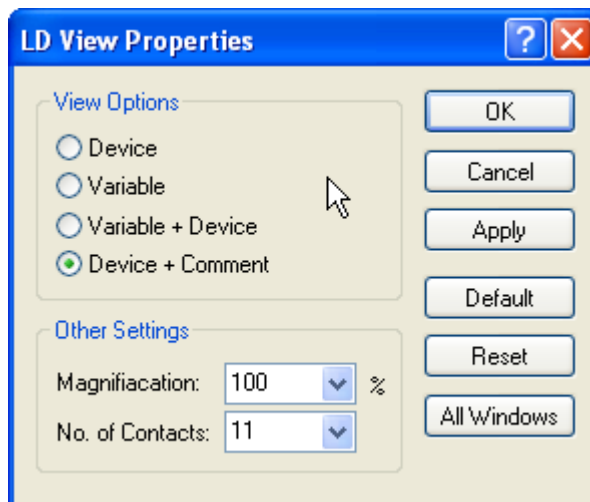 LD View Properties
?
View Options
Device
Variable
Variable + Device
Device + Comment
OK
Cancel
Apply
Default
Reset
All Windows
Other Settings
Magnifiacation: 100 %
No. of Contacts: 11